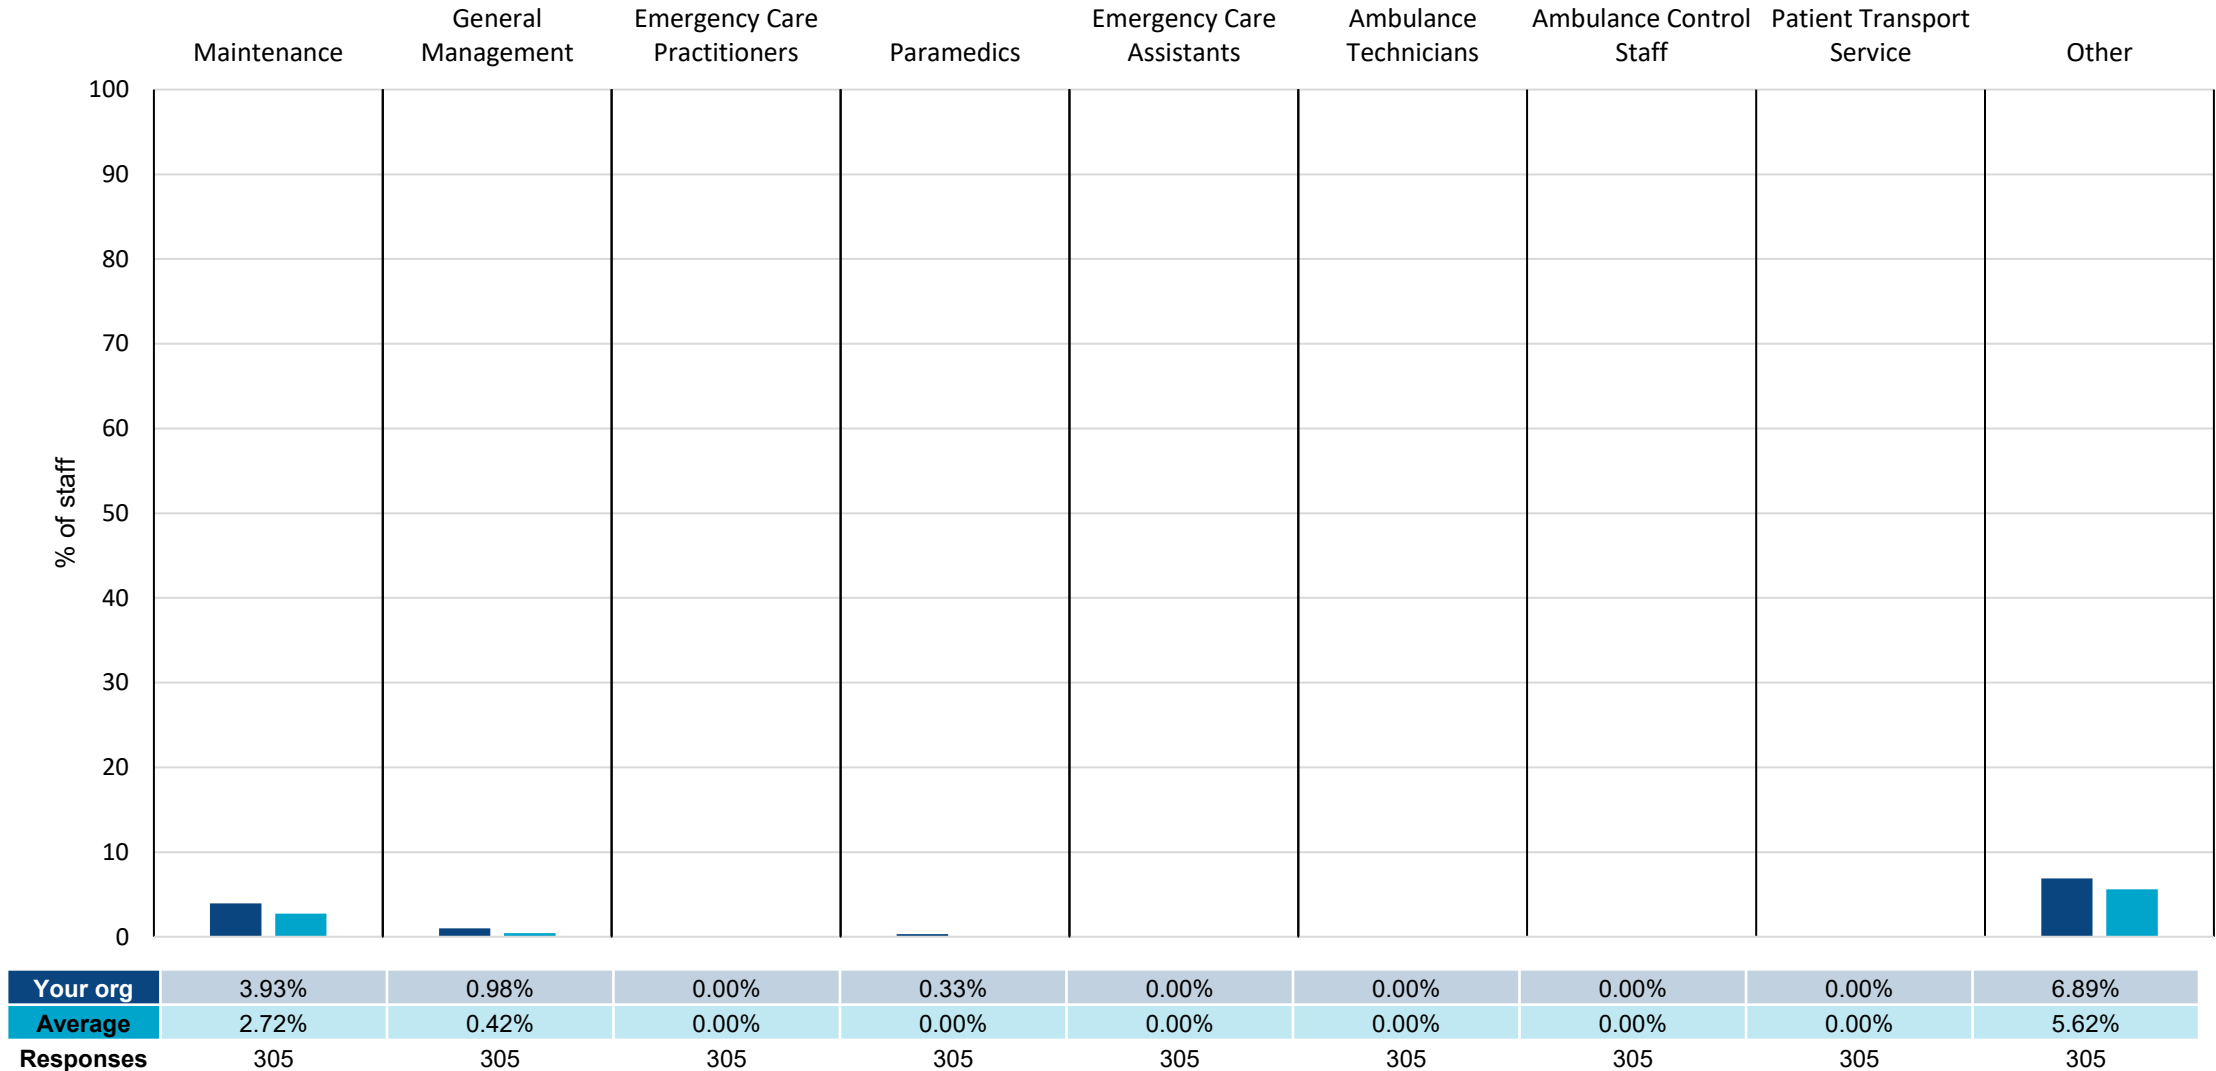 Maintenance
General
Management
Emergency Care
Practitioners
Paramedics
Emergency Care
Assistants
Ambulance
Technicians
Ambulance Control
Staff
Patient Transport
Service
Other
% of staff
100
90
80
70
60
50
40
30
20
10
0
Your org 3.93% 0.98% 0.00% 0.33% 0.00% 0.00% 0.00% 0.00% 6.89%
Average 2.72% 0.42% 0.00% 0.00% 0.00% 0.00% 0.00% 0.00% 5.62%
Responses 305 305 305 305 305 305 305 305 305